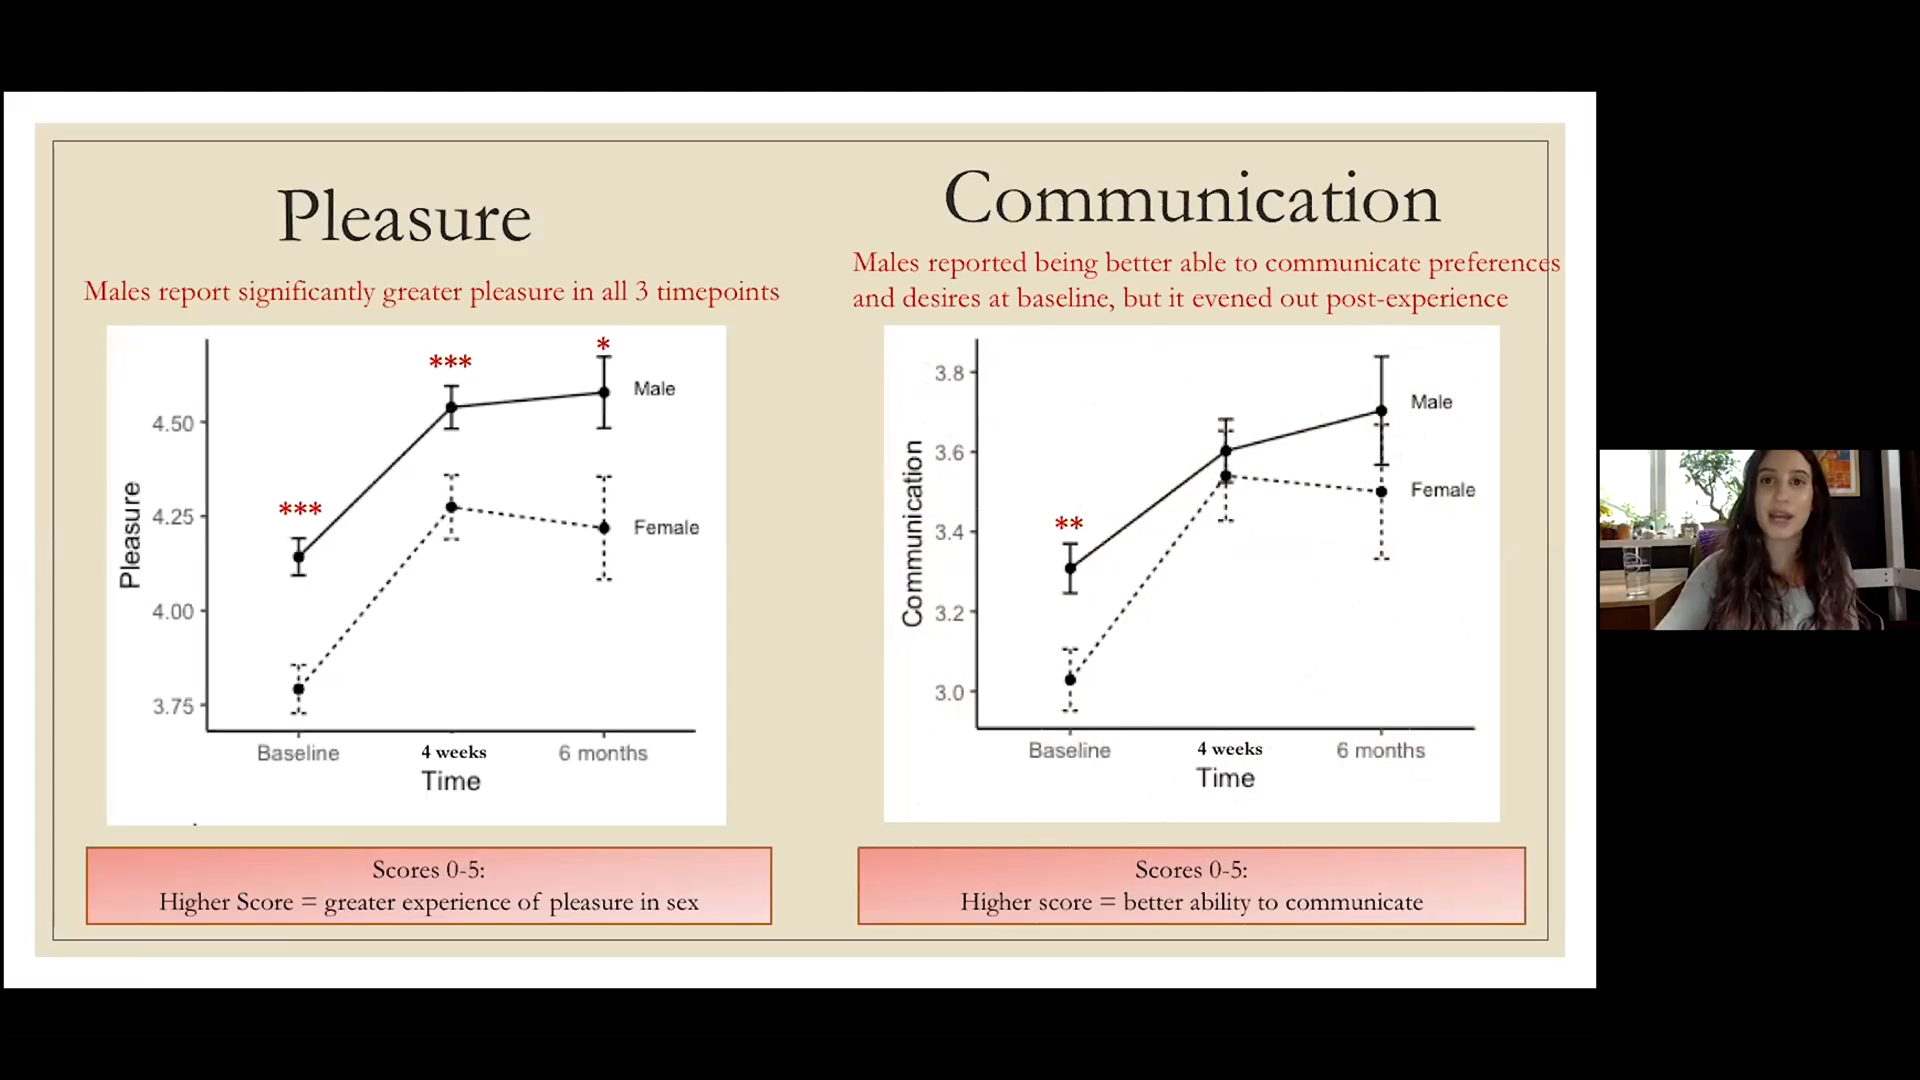 Pleasure
Males report significantly greater pleasure in all 3 timepoints
***
***
*
Male
Female
Pleasure
4.50
4.25
4.00
3.75
Baseline
4 weeks
6 months
Time
Scores 0-5:
Higher Score = greater experience of pleasure in sex
Communication
Males reported being better able to communicate preferences
and desires at baseline, but it evened out post-experience
**
Male
Female
Communication
3.8
3.6
3.4
3.2
3.0
Baseline
4 weeks
6 months
Time
Scores 0-5:
Higher score = better ability to communicate